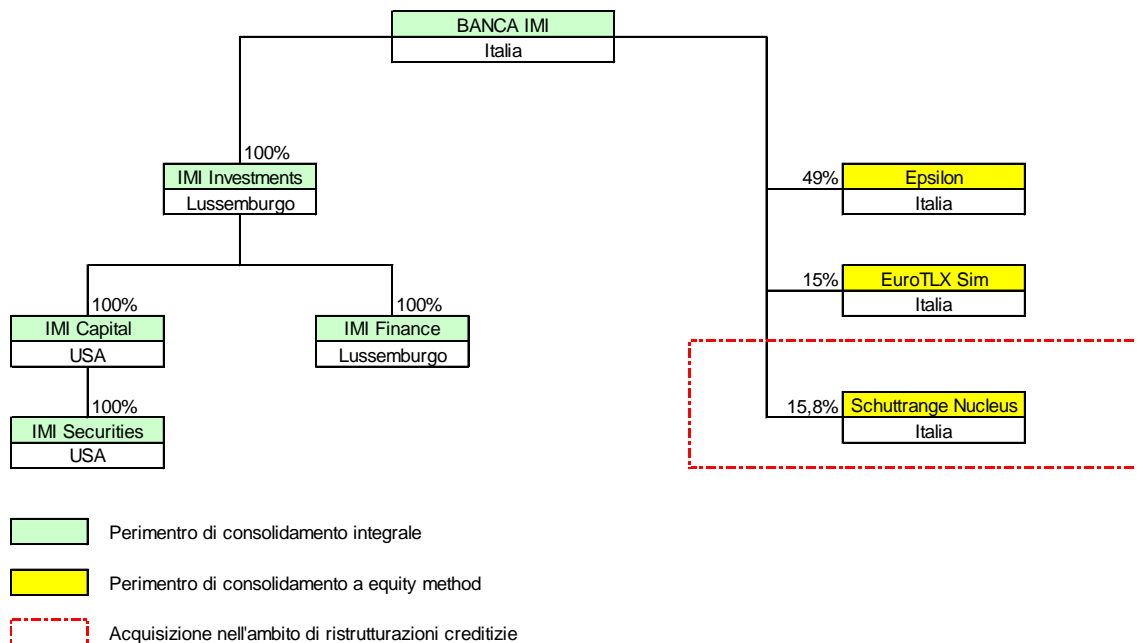 BANCA IMI
Italia
100%
IMI Investments
Lussemburgo
49%
Epsilon
Italia
15%
EuroTLX Sim
Italia
100%
IMI Capital
USA
100%
IMI Finance
Lussemburgo
100%
IMI Securities
USA
15,8%
Schuttrange Nucleus
Italia
Perimentro di consolidamento integrale
Perimentro di consolidamento a equity method
Acquisizione nell'ambito di ristrutturazioni creditizie